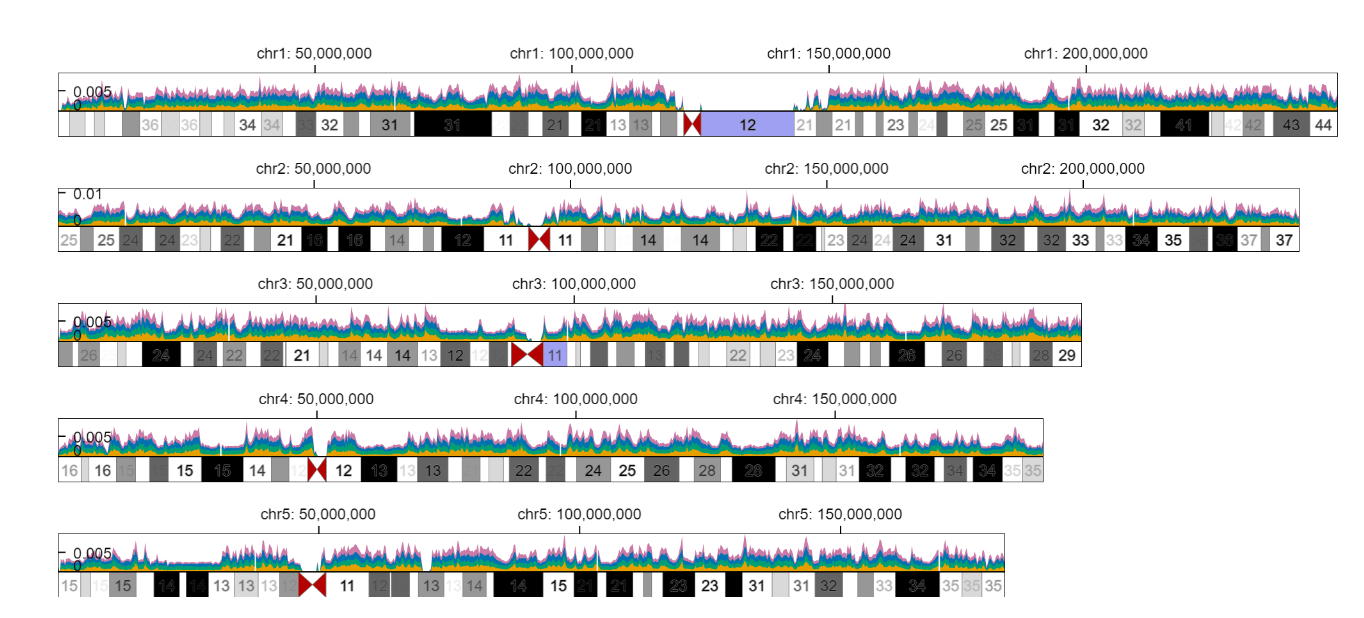 chr1: 50,000,000 chr1: 100,000,000 chr1: 150,000,000 chr1: 200,000,000
0.005
0
36 36 34 34 33 32 31 31 21 21 13 13 12 21 21 23 24 25 25 31 31 32 32 41 42 42 43 44
chr2: 50,000,000 chr2: 100,000,000 chr2: 150,000,000 chr2: 200,000,000
0.01
0
25 25 24 24 23 22 21 16 16 14 12 11 11 14 14 22 22 23 24 24 24 31 32 32 33 33 34 35 36 37 37
chr3: 50,000,000 chr3: 100,000,000 chr3: 150,000,000
0.005
0
26 24 24 22 22 21 14 14 14 13 12 12 11 13 22 23 24 26 26 28 29
chr4: 50,000,000 chr4: 100,000,000 chr4: 150,000,000
0.005
0
16 16 15 15 15 14 12 12 13 13 13 22 22 24 25 26 28 28 31 31 32 32 34 34 35 35
chr5: 50,000,000 chr5: 100,000,000 chr5: 150,000,000
0.005
0
15 15 15 14 14 13 13 13 11 12 13 13 14 14 15 21 21 23 23 31 31 32 33 34 35 35 35